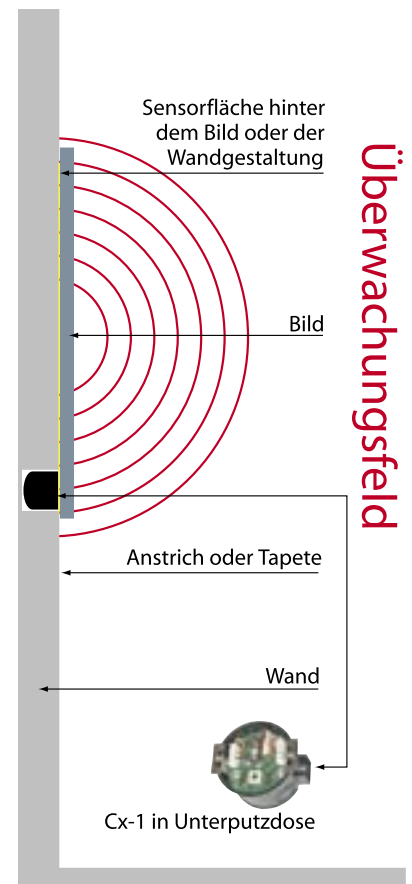 Sensorfläche hinter
dem Bild oder der
Wandgestaltung
Überwachungsfeld
Bild
Anstrich oder Tapete
Wand
Cx-1 in Unterputzdose